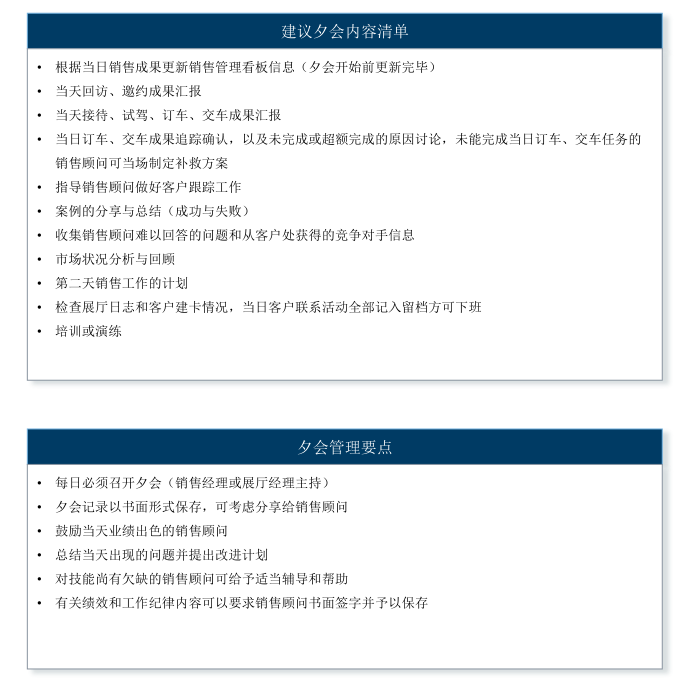 建议夕会内容清单
• 根据当日销售成果更新销售管理看板信息（夕会开始前更新完毕）
• 当天回访、邀约成果汇报
• 当天接待、试驾、订车、交车成果汇报
• 当日订车、交车成果追踪确认，以及未完成或超额完成的原因讨论，未能完成当日订车、交车任务的
销售顾问可当场制定补救方案
• 指导销售顾问做好客户跟踪工作
• 案例的分享与总结（成功与失败）
• 收集销售顾问难以回答的问题和从客户处获得的竞争对手信息
• 市场状况分析与回顾
• 第二天销售工作的计划
• 检查展厅日志和客户建卡情况，当日客户联系活动全部记入留档方可下班
• 培训或演练
夕会管理要点
• 每日必须召开夕会（销售经理或展厅经理主持）
• 夕会记录以书面形式保存，可考虑分享给销售顾问
• 鼓励当天业绩出色的销售顾问
• 总结当天出现的问题并提出改进计划
• 对技能尚有欠缺的销售顾问可给予适当辅导和帮助
• 有关绩效和工作纪律内容可以要求销售顾问书面签字并予以保存